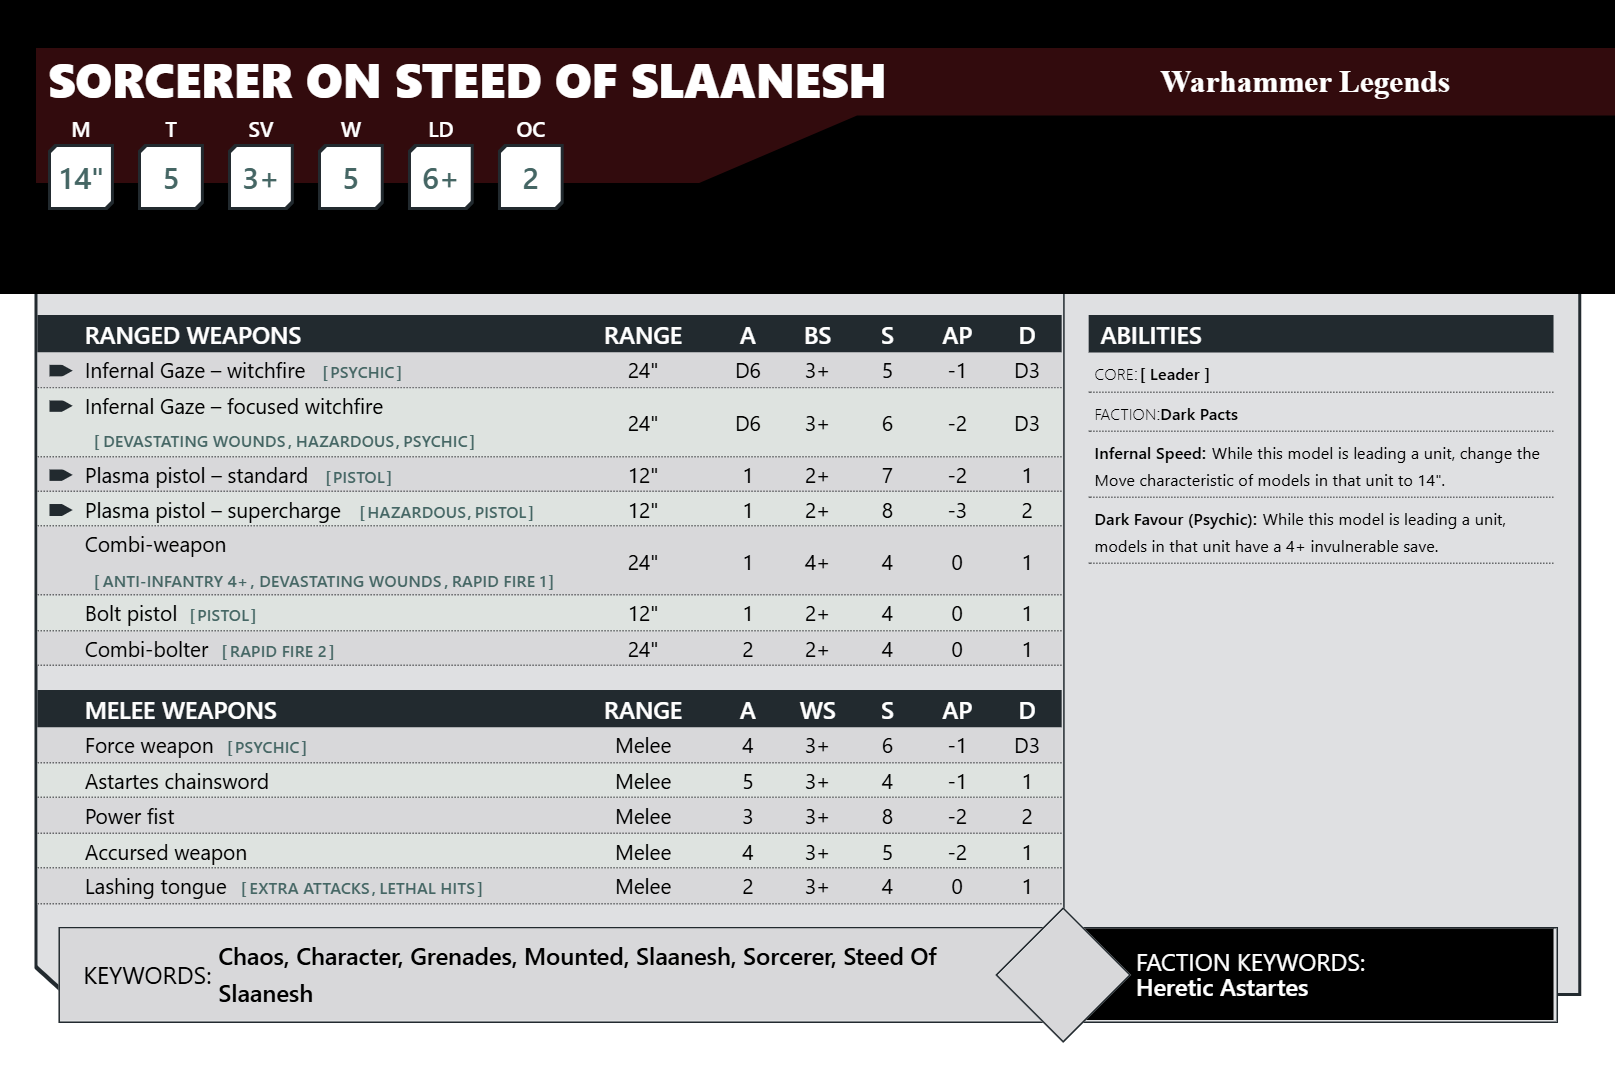 SORCERER ON STEED OF SLAANESH
Warhammer Legends
M T SV W LD OC
14" 5 3+ 5 6+ 2
RANGED WEAPONS RANGE A BS S AP D
Infernal Gaze – witchfire [PSYCHIC] 24" D6 3+ 5 -1 D3
Infernal Gaze – focused witchfire
[DEVASTATING WOUNDS, HAZARDOUS, PSYCHIC] 24" D6 3+ 6 -2 D3
Plasma pistol – standard [PISTOL] 12" 1 2+ 7 -2 1
Plasma pistol – supercharge [HAZARDOUS, PISTOL] 12" 1 2+ 8 -3 2
Combi-weapon
[ANTI-INFANTRY 4+, DEVASTATING WOUNDS, RAPID FIRE 1] 24" 1 4+ 4 0 1
Bolt pistol [PISTOL] 12" 1 2+ 4 0 1
Combi-bolter [RAPID FIRE 2] 24" 2 2+ 4 0 1
MELEE WEAPONS RANGE A WS S AP D
Force weapon [PSYCHIC] Melee 4 3+ 6 -1 D3
Astartes chainsword Melee 5 3+ 4 -1 1
Power fist Melee 3 3+ 8 -2 2
Accursed weapon Melee 4 3+ 5 -2 1
Lashing tongue [EXTRA ATTACKS, LETHAL HITS] Melee 2 3+ 4 0 1
ABILITIES
CORE: [ Leader ]
FACTION: Dark Pacts
Infernal Speed: While this model is leading a unit, change the
Move characteristic of models in that unit to 14".
Dark Favour (Psychic): While this model is leading a unit,
models in that unit have a 4+ invulnerable save.
KEYWORDS: Chaos, Character, Grenades, Mounted, Slaanesh, Sorcerer, Steed Of
Slaanesh
FACTION KEYWORDS:
Heretic Astartes